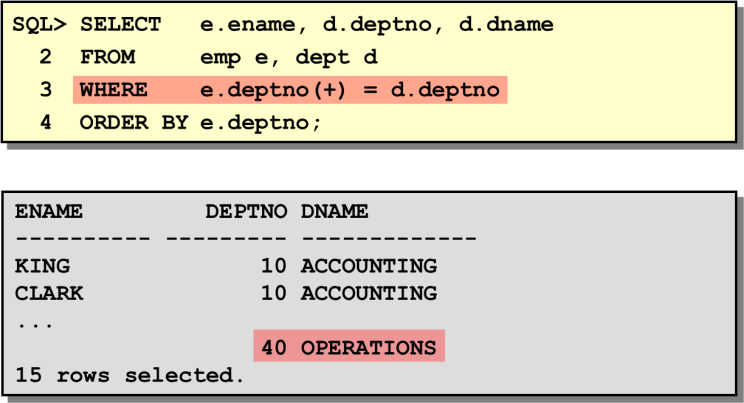 SQL> SELECT e.ename, d.deptno, d.dname
2 FROM emp e, dept d
3 WHERE e.deptno(+) = d.deptno
4 ORDER BY e.deptno;
ENAME DEPTNO DNAME
---------- --------- -------------
KING 10 ACCOUNTING
CLARK 10 ACCOUNTING
...
40 OPERATIONS
15 rows selected.